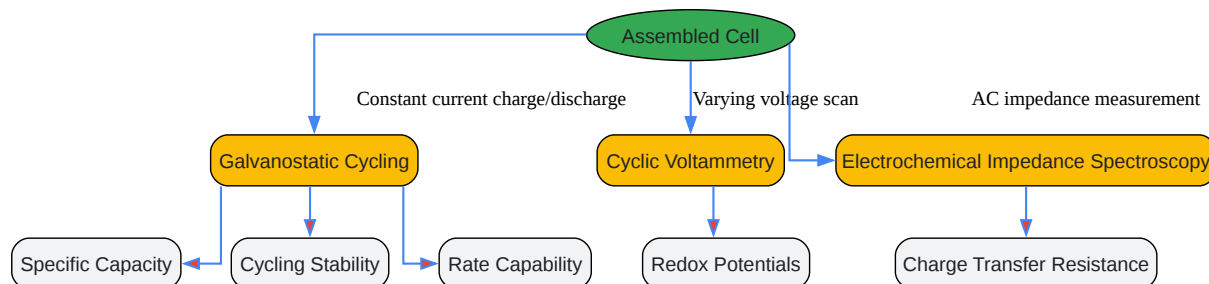 Assembled Cell
Constant current charge/discharge
Varying voltage scan
AC impedance measurement
Galvanostatic Cycling
Cyclic Voltammetry
Electrochemical Impedance Spectroscopy
Specific Capacity
Cycling Stability
Rate Capability
Redox Potentials
Charge Transfer Resistance